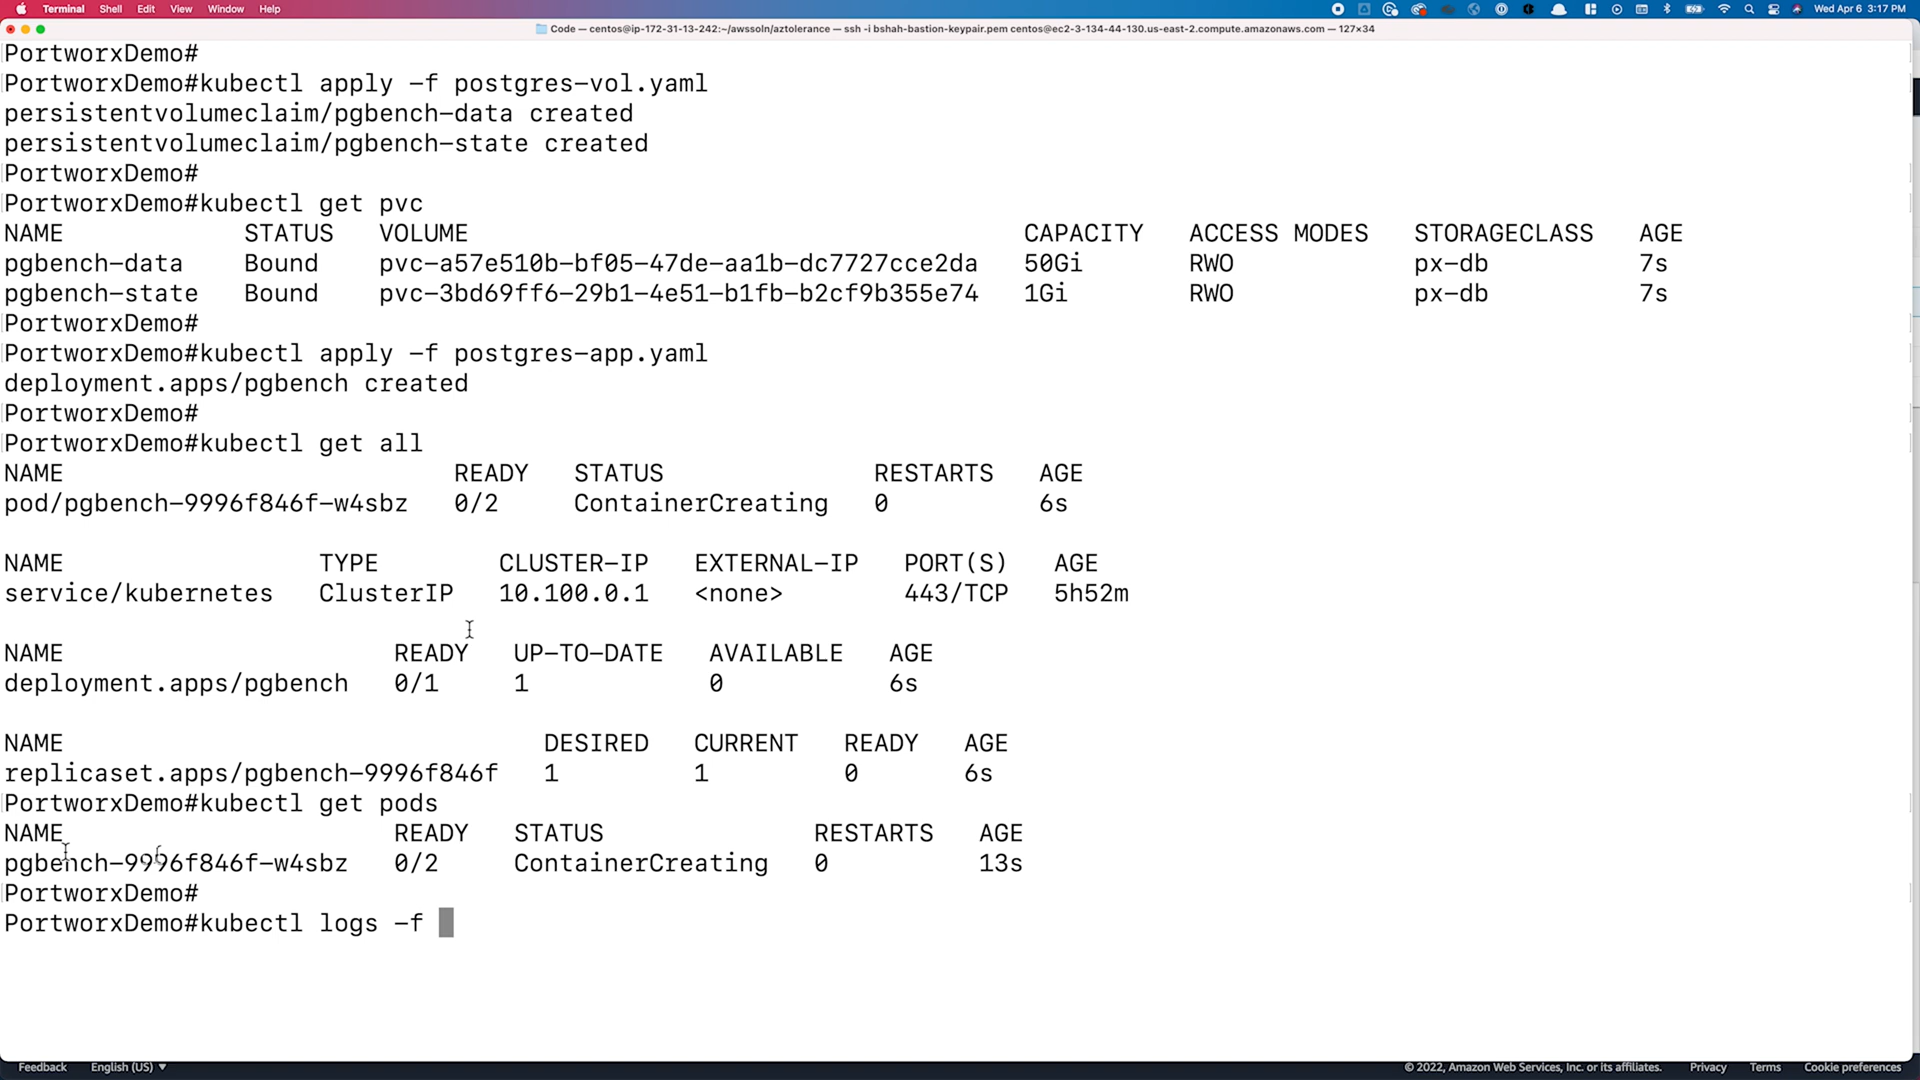 Terminal Shell Edit View Window Help Wed Apr 6 3:17 PM
Code — centos@ip-172-31-13-242:~/awssoln/aztolerance — ssh -i bshah-bastion-keypair.pem centos@ec2-3-134-44-130.us-east-2.compute.amazonaws.com — 127×34
PortworxDemo#
PortworxDemo#kubectl apply -f postgres-vol.yaml
persistentvolumeclaim/pgbench-data created
persistentvolumeclaim/pgbench-state created
PortworxDemo#
PortworxDemo#kubectl get pvc
NAME STATUS VOLUME CAPACITY ACCESS MODES STORAGECLASS AGE
pgbench-data Bound pvc-a57e510b-bf05-47de-aa1b-dc7727cce2da 50Gi RWO px-db 7s
pgbench-state Bound pvc-3bd69ff6-29b1-4e51-b1fb-b2cf9b355e74 1Gi RWO px-db 7s
PortworxDemo#
PortworxDemo#kubectl apply -f postgres-app.yaml
deployment.apps/pgbench created
PortworxDemo#
PortworxDemo#kubectl get all
NAME READY STATUS RESTARTS AGE
pod/pgbench-9996f846f-w4sbz 0/2 ContainerCreating 0 6s
NAME TYPE CLUSTER-IP EXTERNAL-IP PORT(S) AGE
service/kubernetes ClusterIP 10.100.0.1 <none> 443/TCP 5h52m
NAME READY UP-TO-DATE AVAILABLE AGE
deployment.apps/pgbench 0/1 1 0 6s
NAME DESIRED CURRENT READY AGE
replicaset.apps/pgbench-9996f846f 1 1 0 6s
PortworxDemo#kubectl get pods
NAME READY STATUS RESTARTS AGE
pgbench-9996f846f-w4sbz 0/2 ContainerCreating 0 13s
PortworxDemo#
PortworxDemo#kubectl logs -f
Feedback English (US) © 2022, Amazon Web Services, Inc. or its affiliates. Privacy Terms Cookie preferences